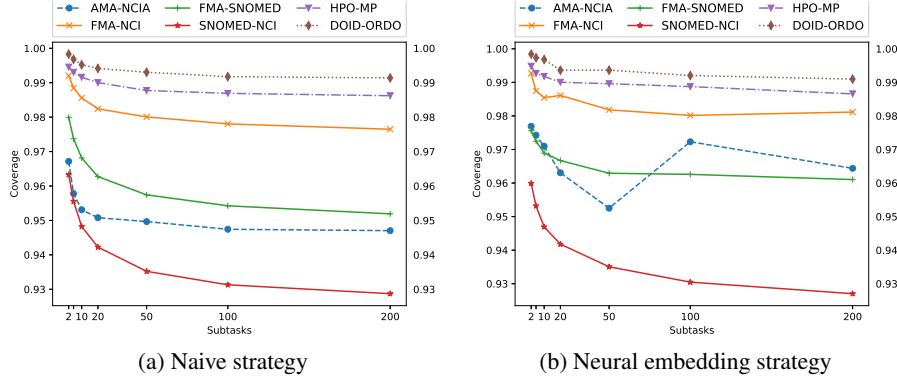 AMA-NCIA FMA-SNOMED HPO-MP
FMA-NCI SNOMED-NCI DOID-ORDO
1.00 1.00
0.99 0.99
0.98 0.98
0.97 0.97
0.96 0.96
0.95 0.95
0.94 0.94
0.93 0.93
Coverage
2 10 20 50 100 200
Subtasks
(a) Naive strategy
AMA-NCIA FMA-SNOMED HPO-MP
FMA-NCI SNOMED-NCI DOID-ORDO
1.00 1.00
0.99 0.99
0.98 0.98
0.97 0.97
0.96 0.96
0.95 0.95
0.94 0.94
0.93 0.93
Coverage
2 10 20 50 100 200
Subtasks
(b) Neural embedding strategy